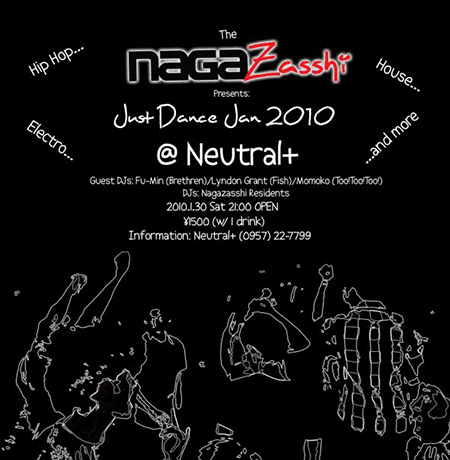 The
NAGAZasshi
Presents:
Hip Hop...
House...
Just Dance Jan 2010
Electro...
...and more
@ Neutral+
Guest DJs: Fu-Min (Brethren)/Lyndon Grant (Fish)/Momoko (Too!Too!Too!)
DJs: Nagazasshi Residents
2010.1.30 Sat 21:00 OPEN
¥1500 (w/ 1 drink)
Information: Neutral+ (0957) 22-7799